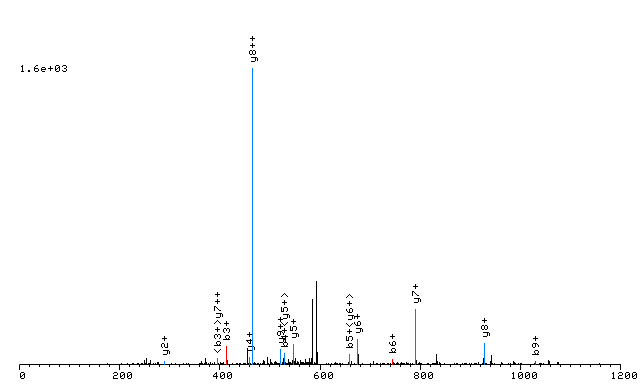 1.6e+03
y8++
y2+
<b3+>y7++
b3+
y4+
y9++
b4+<y5+>
y5+
b5+<y6+>
y6+
b6+
y7+
y8+
b9+
0
200
400
600
800
1000
1200